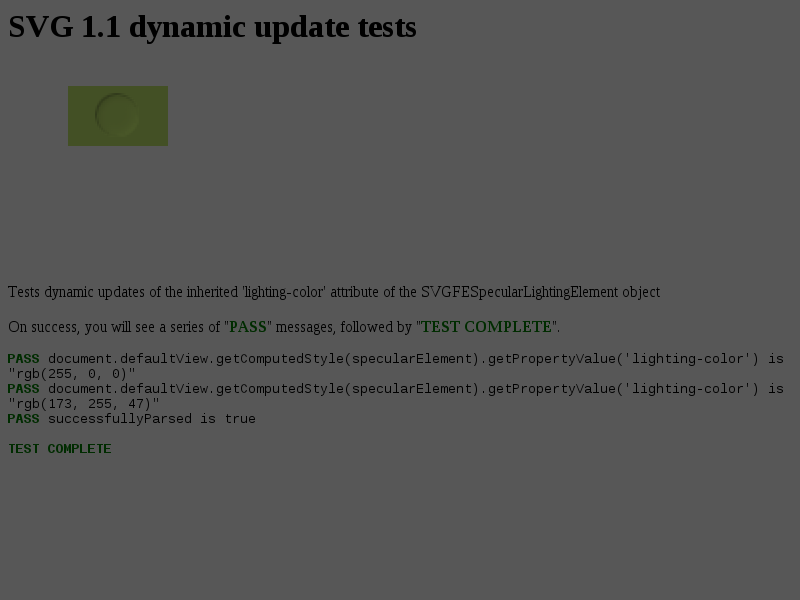 SVG 1.1 dynamic update tests
Tests dynamic updates of the inherited 'lighting-color' attribute of the SVGFESpecularLightingElement object
On success, you will see a series of "PASS" messages, followed by "TEST COMPLETE".
PASS document.defaultView.getComputedStyle(specularElement).getPropertyValue('lighting-color') is
"rgb(255, 0, 0)"
PASS document.defaultView.getComputedStyle(specularElement).getPropertyValue('lighting-color') is
"rgb(173, 255, 47)"
PASS successfullyParsed is true
TEST COMPLETE